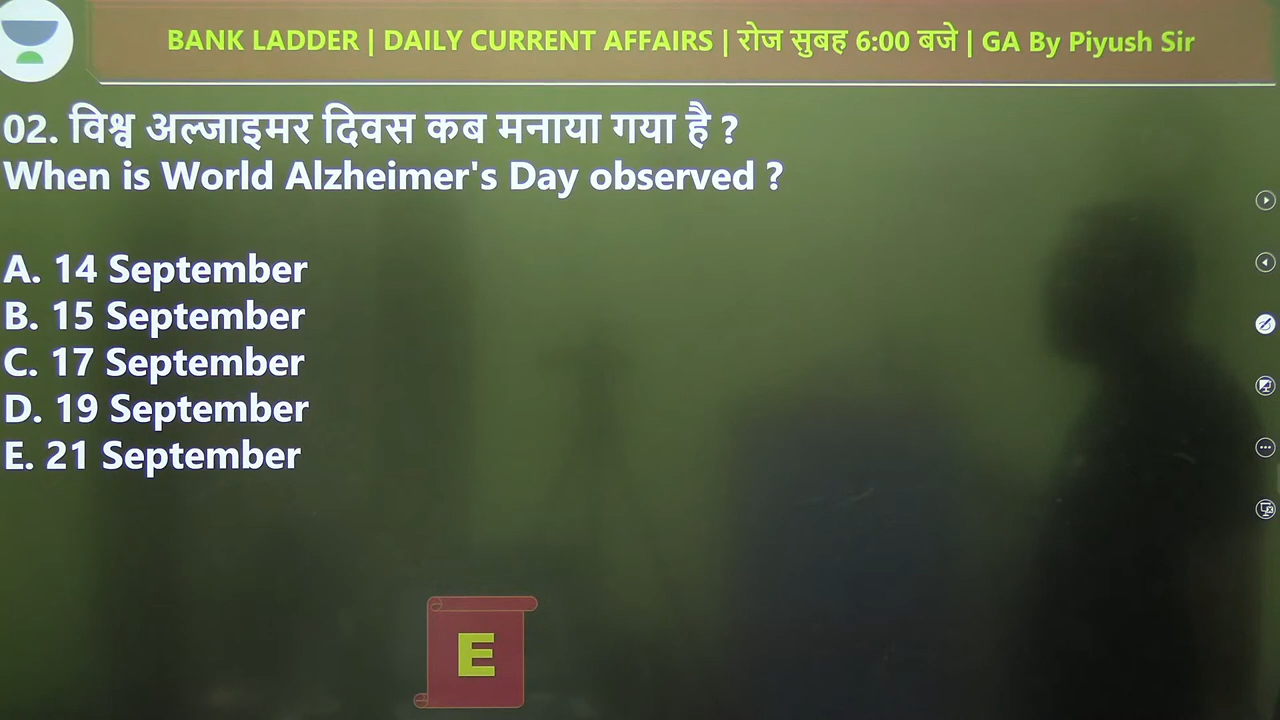 BANK LADDER | DAILY CURRENT AFFAIRS | रोज सुबह 6:00 बजे | GA By Piyush Sir
02. विश्व अल्जाइमर दिवस कब मनाया गया है ?
When is World Alzheimer's Day observed ?
A. 14 September
B. 15 September
C. 17 September
D. 19 September
E. 21 September
E